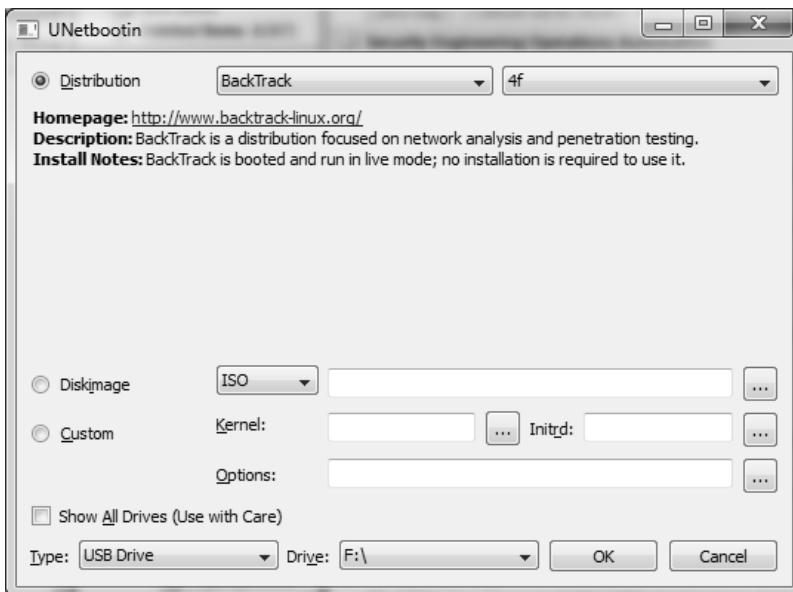 UNetbootin
Distribution BackTrack 4f
Homepage: http://www.backtrack-linux.org/
Description: BackTrack is a distribution focused on network analysis and penetration testing.
Install Notes: BackTrack is booted and run in live mode; no installation is required to use it.
Diskimage ISO ...
Custom Kernel: ... Initrd: ...
Options: ...
Show All Drives (Use with Care)
Type: USB Drive Drive: F:\ OK Cancel